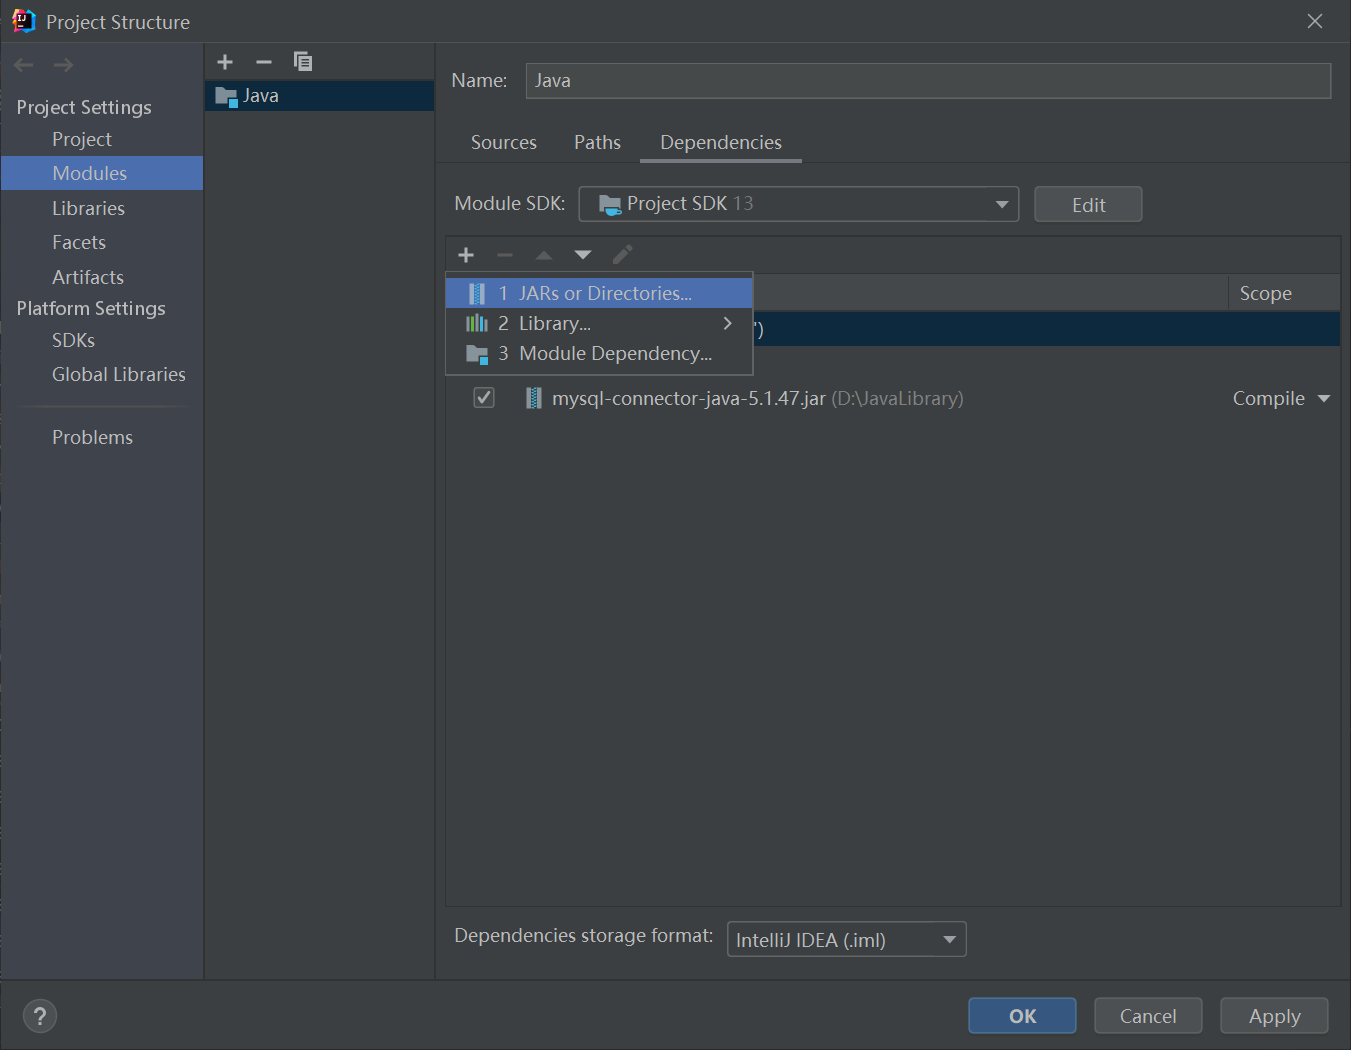 Project Structure
Project Settings
Project
Modules
Libraries
Facets
Artifacts
Platform Settings
SDKs
Global Libraries
Problems
Java
Name: Java
Sources Paths Dependencies
Module SDK: Project SDK 13 Edit
Scope
1 JARs or Directories...
2 Library...
3 Module Dependency...
')
mysql-connector-java-5.1.47.jar (D:\JavaLibrary) Compile
Dependencies storage format: IntelliJ IDEA (.iml)
? OK Cancel Apply